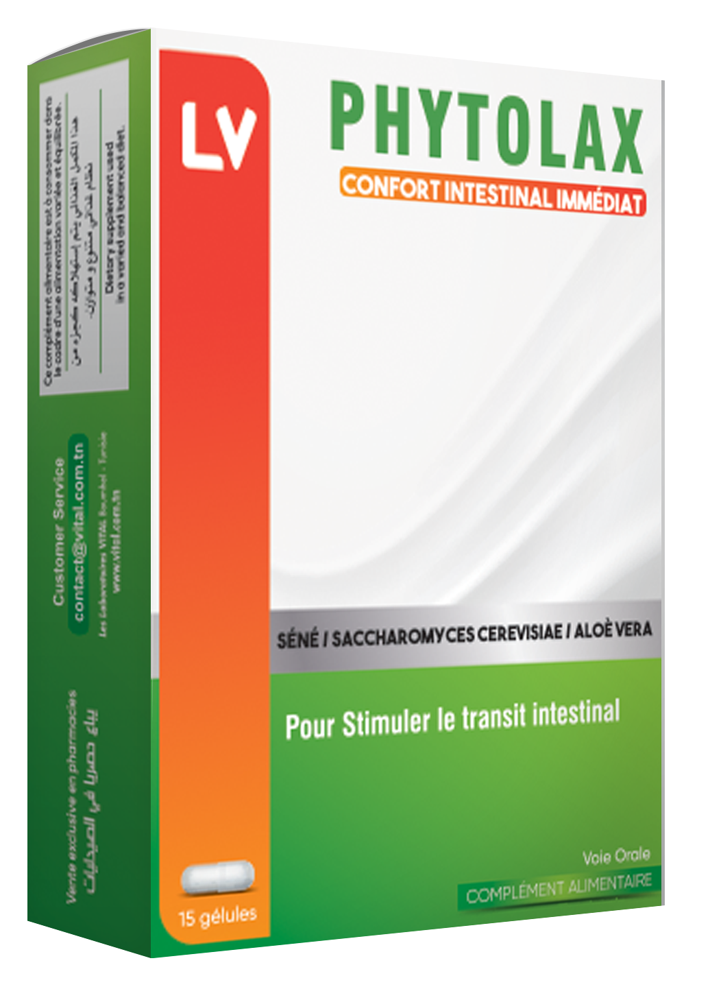 LV
PHYTOLAX
CONFORT INTESTINAL IMMÉDIAT
SÉNÉ / SACCHAROMYCES CEREVISIAE / ALOÈ VERA
Pour Stimuler le transit intestinal
Voie Orale
COMPLÉMENT ALIMENTAIRE
15 gélules
Ce complément alimentaire est à consommer dans
le cadre d'une alimentation variée et équilibrée.
هذا المكمل الغذائي يتم إستهلاكه كجزء من
نظام غذائي متنوع و متوازن.
Dietary supplement used
in a varied and balanced diet.
Customer Service
contact@vital.com.tn
Les Laboratoires VITAL - Tunisie
www.vital.com.tn
Vente exclusive en pharmacies
يباع حصريا في الصيدليات